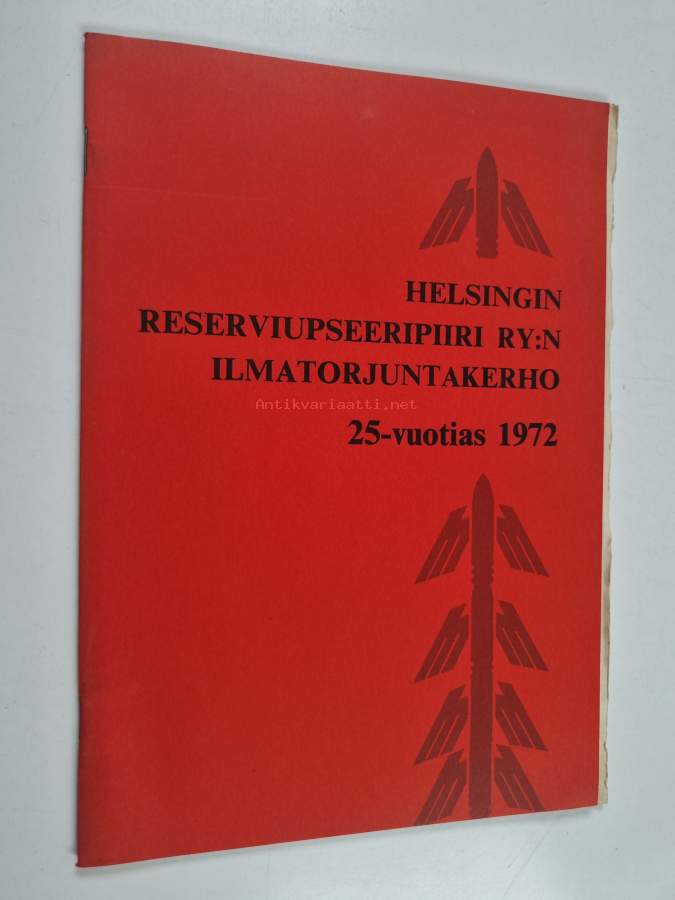 HELSINGIN
RESERVIUPSEERIPIIRI RY:N
ILMATORJUNTAKERHO
Antikvariaatti.net
25-vuotias 1972